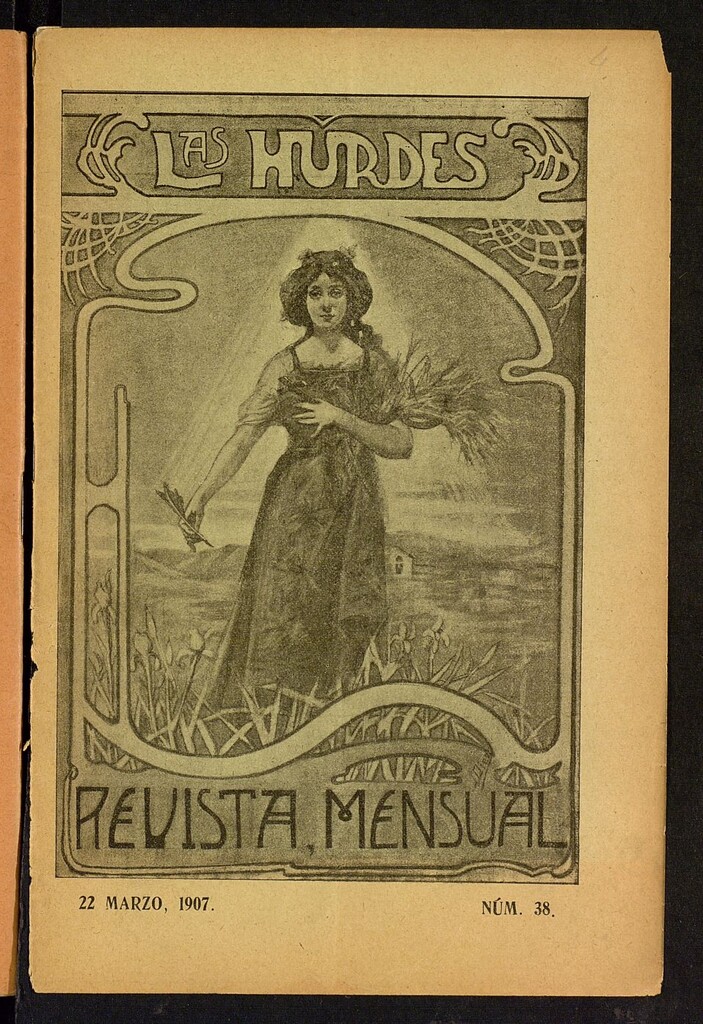 LAS HURDES
REVISTA, MENSUAL
22 MARZO, 1907.
NÚM. 38.